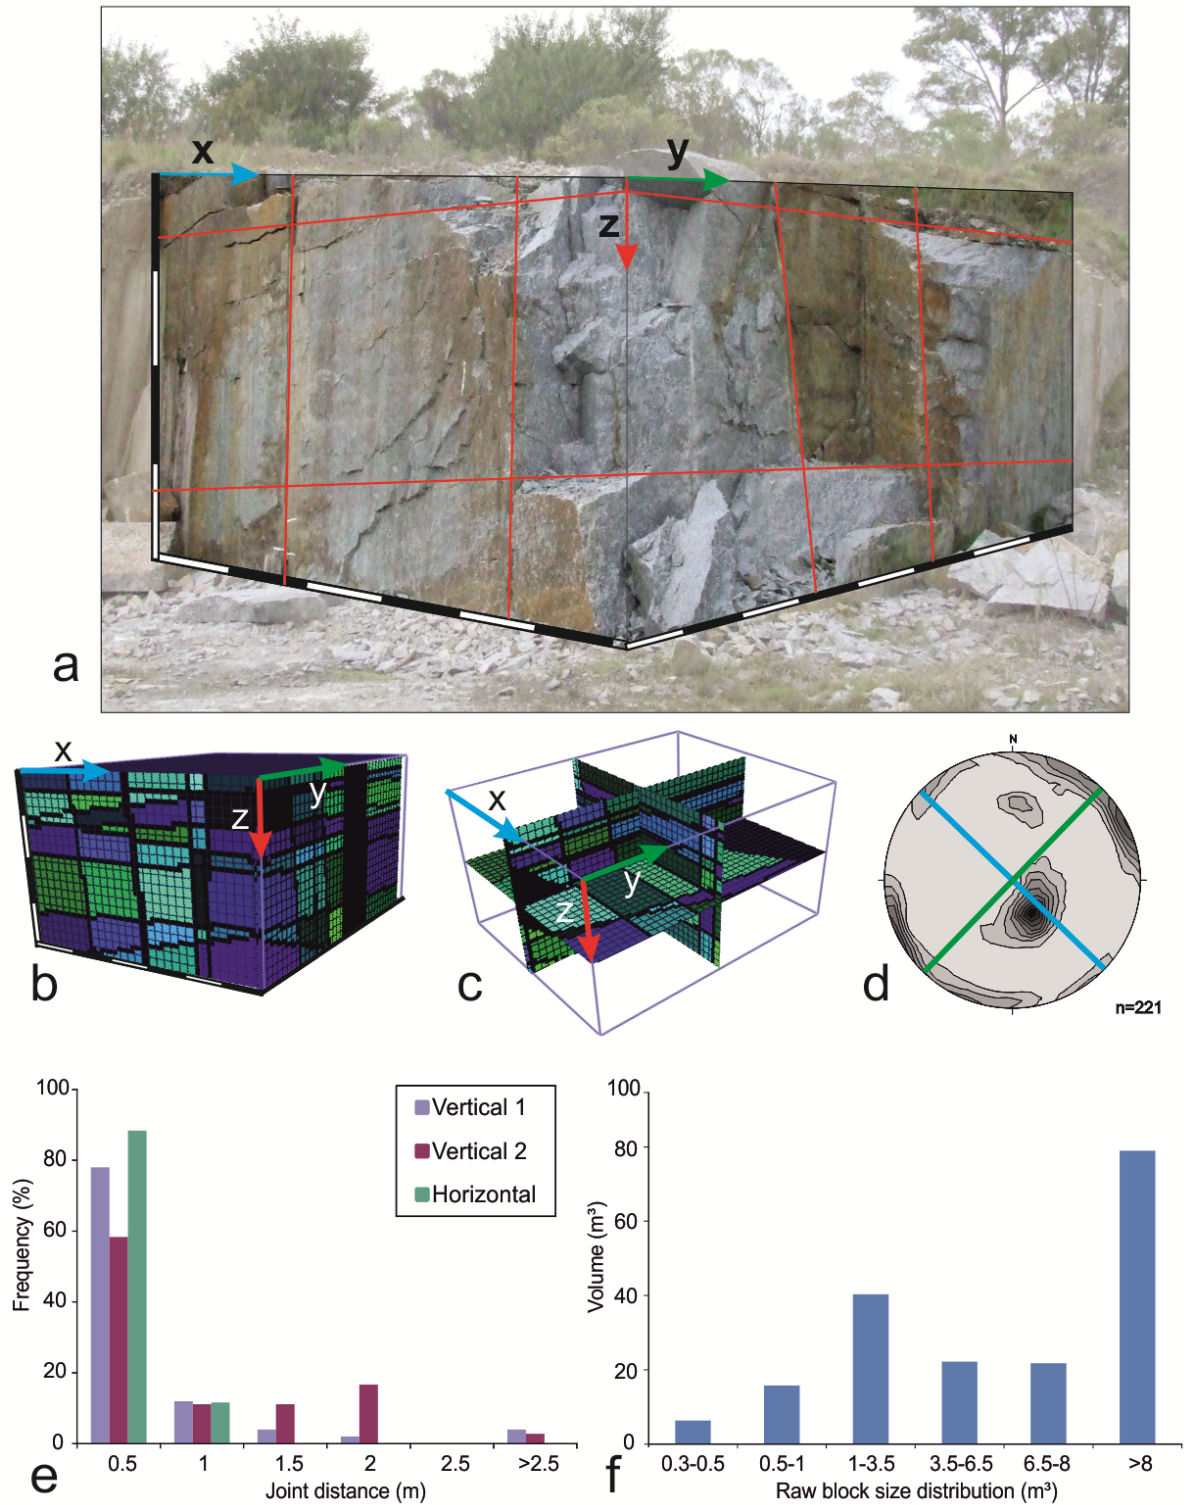 x
y
z
a
x
y
z
b
x
y
z
c
N
d
n=221
100
80
60
40
20
0
Frequency (%)
Vertical 1
Vertical 2
Horizontal
0.5 1 1.5 2 2.5 >2.5
Joint distance (m)
e
100
80
60
40
20
0
Volume (m³)
0.3-0.5 0.5-1 1-3.5 3.5-6.5 6.5-8 >8
Raw block size distribution (m³)
f